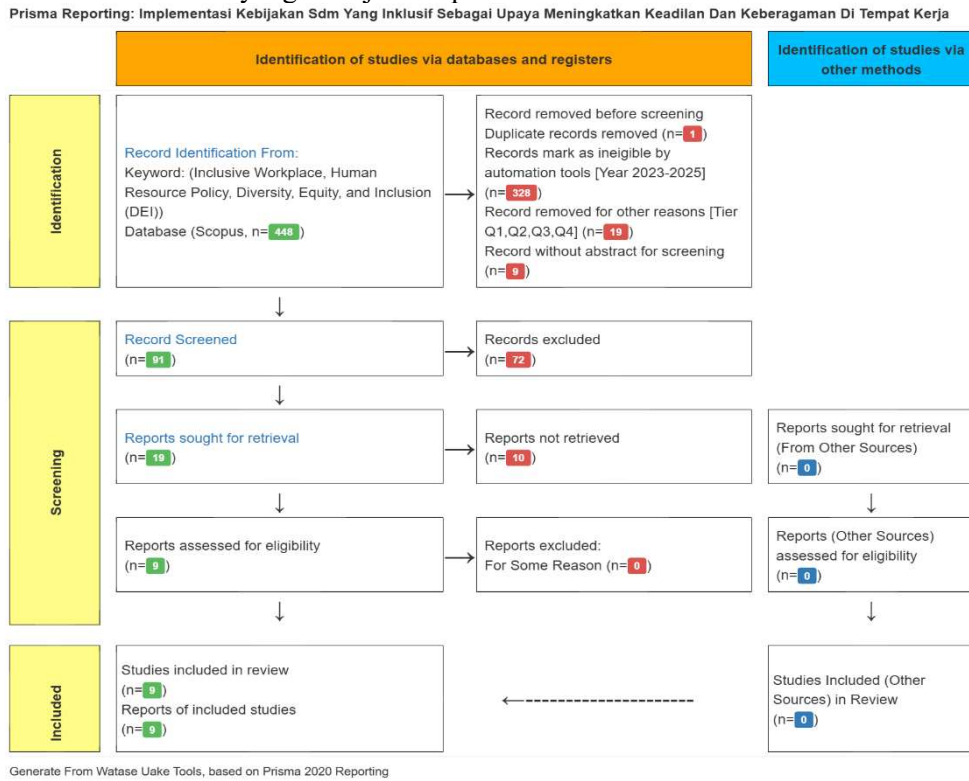 Prisma Reporting: Implementasi Kebijakan Sdm Yang Inklusif Sebagai Upaya Meningkatkan Keadilan Dan Keberagaman Di Tempat Kerja
Identification of studies via databases and registers
Identification of studies via
other methods
Identification
Record Identification From:
Keyword: (Inclusive Workplace, Human
Resource Policy, Diversity, Equity, and Inclusion
(DEI))
Database (Scopus, n=448)
→
Record removed before screening
Duplicate records removed (n=1)
Records mark as ineigible by
automation tools [Year 2023-2025]
(n=328)
Record removed for other reasons [Tier
Q1,Q2,Q3,Q4] (n=19)
Record without abstract for screening
(n=9)
↓
Screening
Record Screened
(n=91)
→
Records excluded
(n=72)
↓
Reports sought for retrieval
(n=19)
→
Reports not retrieved
(n=10)
Reports sought for retrieval
(From Other Sources)
(n=0)
↓
↓
Reports assessed for eligibility
(n=9)
→
Reports excluded:
For Some Reason (n=0)
Reports (Other Sources)
assessed for eligibility
(n=0)
↓
↓
Included
Studies included in review
(n=9)
Reports of included studies
(n=9)
←--------------------
Studies Included (Other
Sources) in Review
(n=0)
Generate From Watase Uake Tools, based on Prisma 2020 Reporting